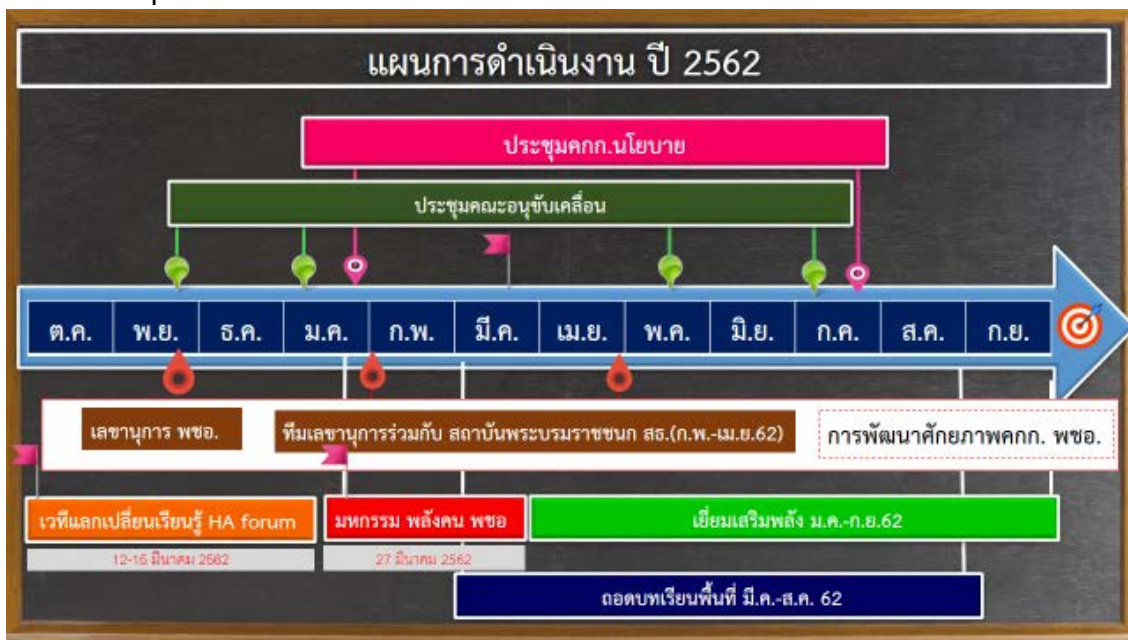 แผนการดำเนินงาน ปี 2562
ประชุมคกก.นโยบาย
ประชุมคณะอนุขับเคลื่อน
ต.ค. พ.ย. ธ.ค. ม.ค. ก.พ. มี.ค. เม.ย. พ.ค. มิ.ย. ก.ค. ส.ค. ก.ย.
เลขานุการ พชอ. ทีมเลขานุการร่วมกับ สถาบันพระบรมราชชนก สธ.(ก.พ.-เม.ย.62) การพัฒนาศักยภาพคกก. พชอ.
เวทีแลกเปลี่ยนเรียนรู้ HA forum มหกรรม พลังคน พชอ เยี่ยมเสริมพลัง ม.ค.-ก.ย.62
12-15 มีนาคม 2562 27 มีนาคม 2562
ถอดบทเรียนพื้นที่ มี.ค.-ส.ค. 62